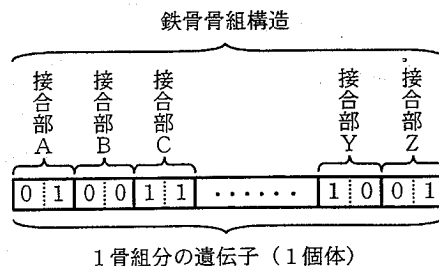 鉄骨骨組構造
接合部A
接合部B
接合部C
接合部Y
接合部Z
0 1 0 0 1 1 ‥‥‥ 1 0 0 1
1骨組分の遺伝子（1個体）